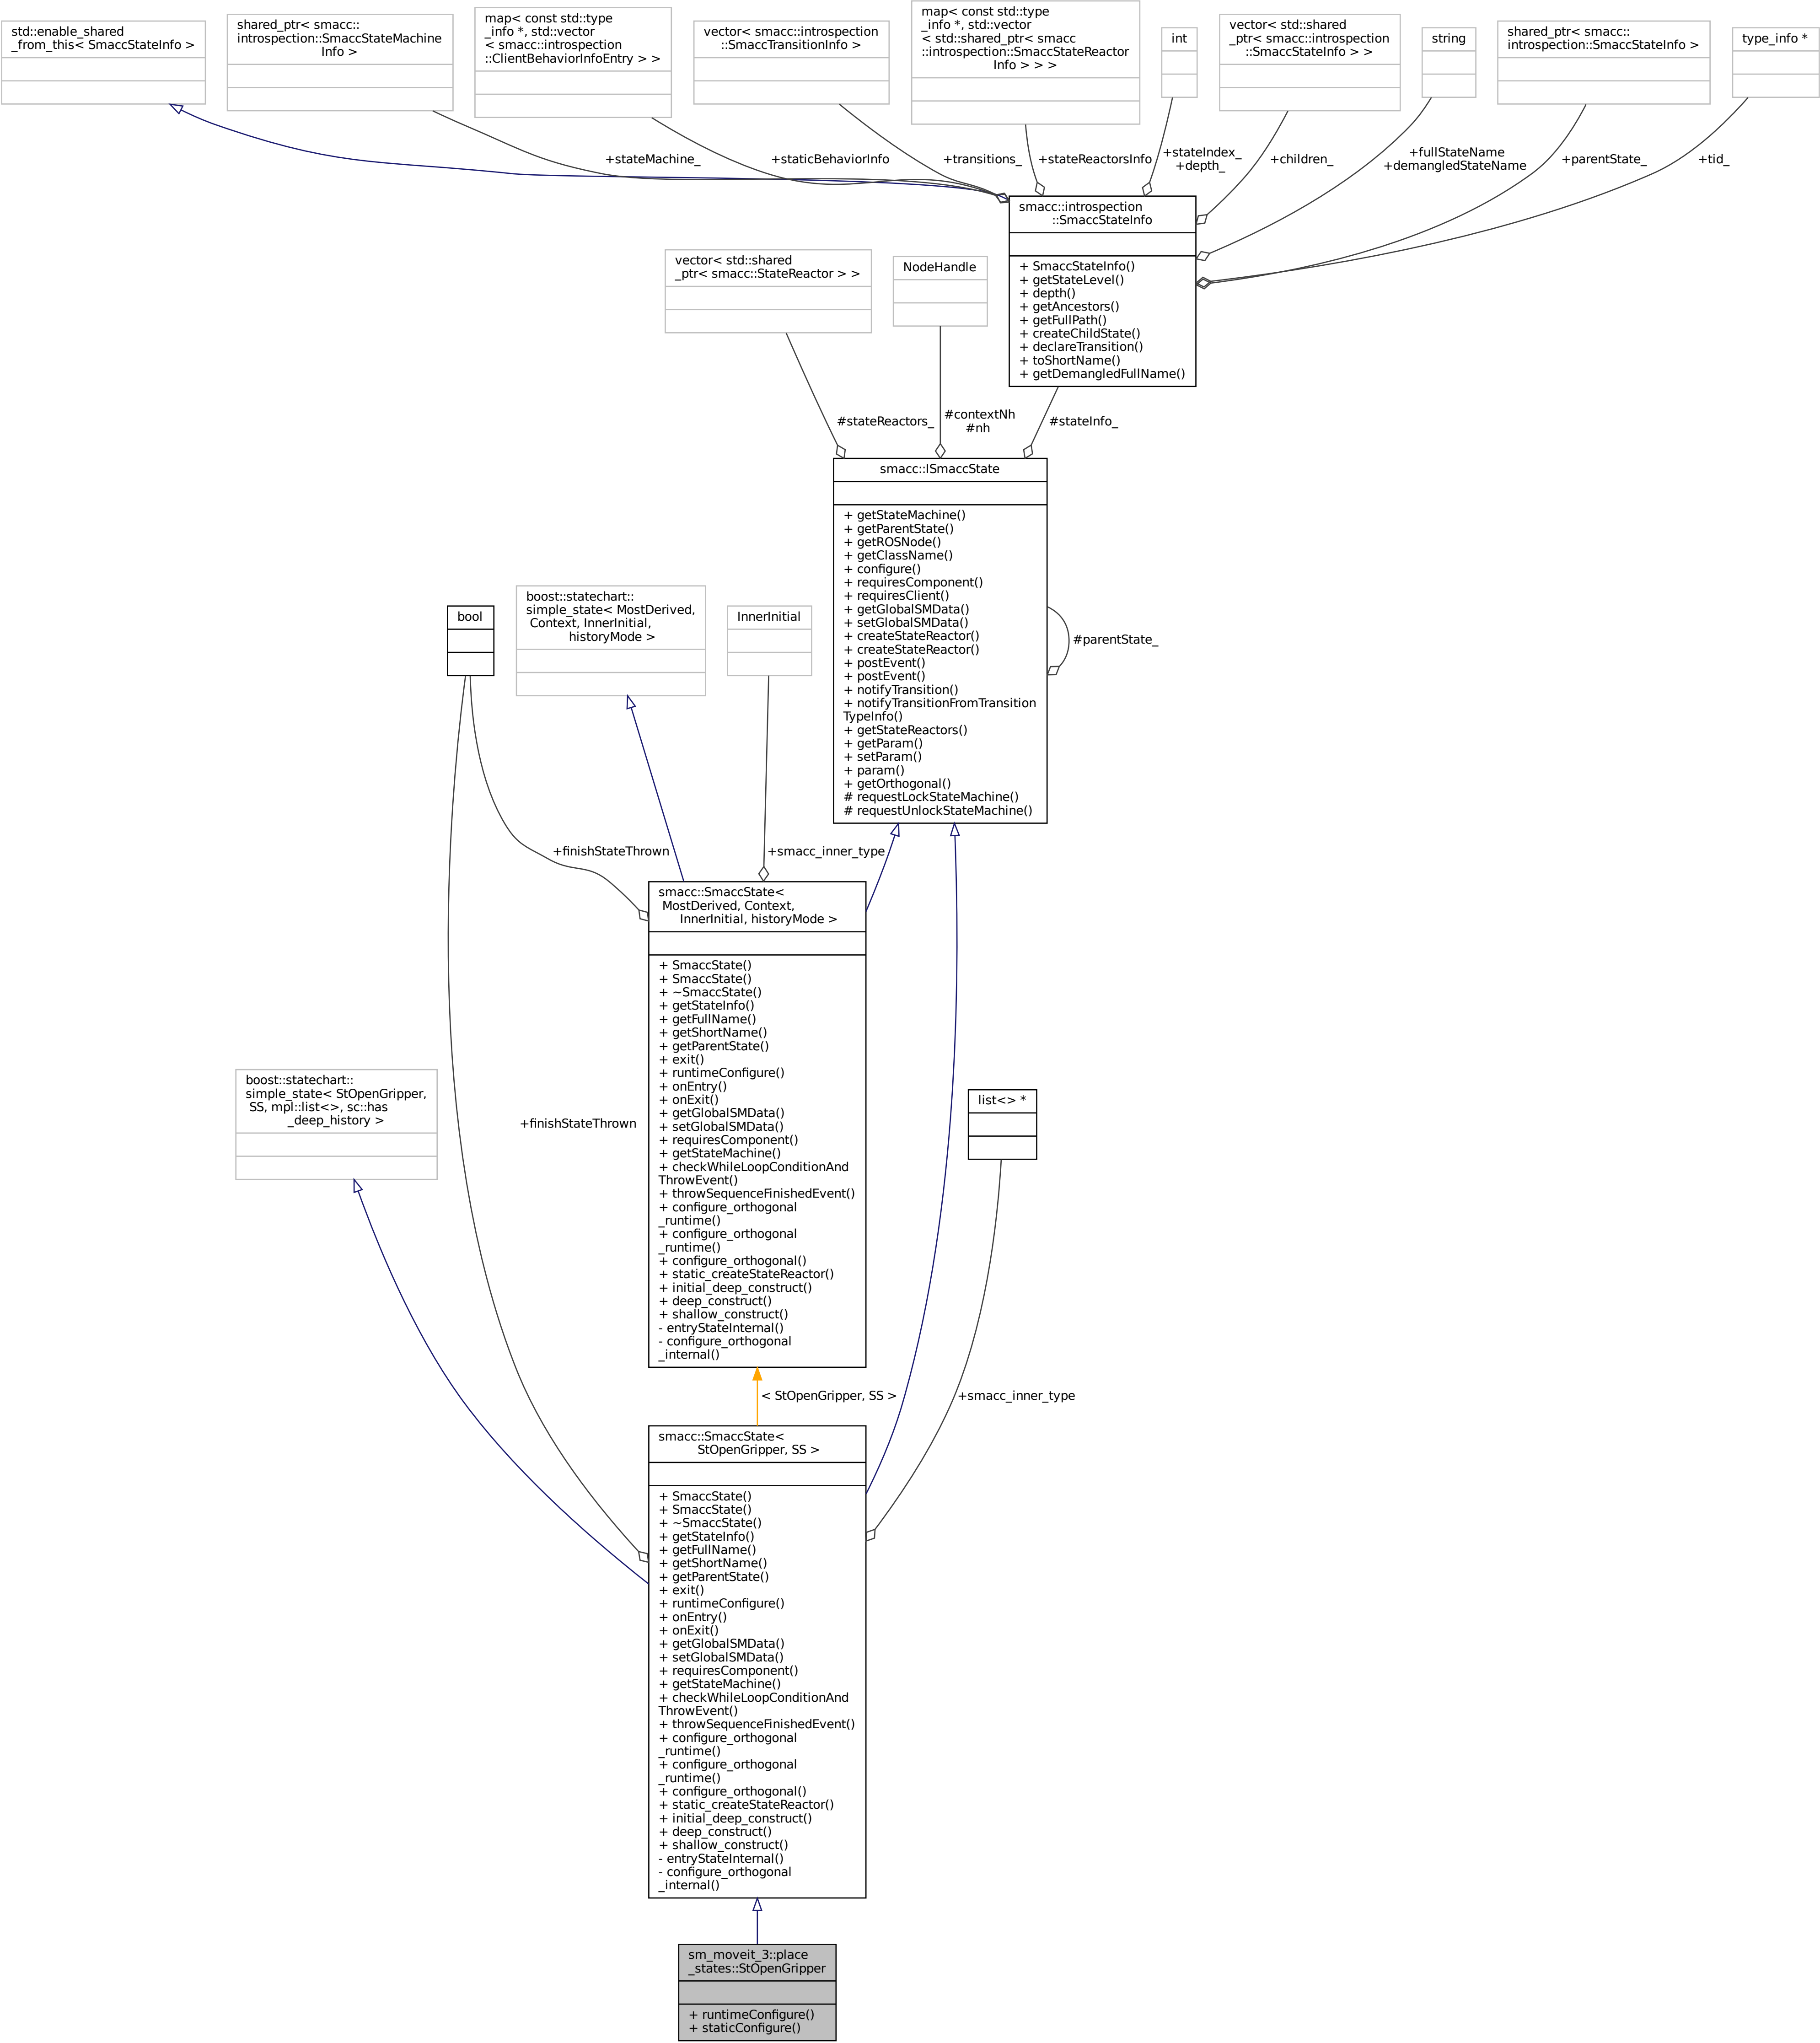 std::enable_shared
_from_this< SmaccStateInfo >
shared_ptr< smacc::
introspection::SmaccStateMachine
Info >
map< const std::type
_info *, std::vector
< smacc::introspection
::ClientBehaviorInfoEntry > >
vector< smacc::introspection
::SmaccTransitionInfo >
map< const std::type
_info *, std::vector
< std::shared_ptr< smacc
::introspection::SmaccStateReactor
Info > > >
int
vector< std::shared
_ptr< smacc::introspection
::SmaccStateInfo > >
string
shared_ptr< smacc::
introspection::SmaccStateInfo >
type_info *
+stateMachine_
+staticBehaviorInfo
+transitions_
+stateReactorsInfo
+stateIndex_
+depth_
+children_
+fullStateName
+demangledStateName
+parentState_
+tid_
smacc::introspection
::SmaccStateInfo
+ SmaccStateInfo()
+ getStateLevel()
+ depth()
+ getAncestors()
+ getFullPath()
+ createChildState()
+ declareTransition()
+ toShortName()
+ getDemangledFullName()
vector< std::shared
_ptr< smacc::StateReactor > >
NodeHandle
#stateReactors_
#contextNh
#nh
#stateInfo_
smacc::ISmaccState
+ getStateMachine()
+ getParentState()
+ getROSNode()
+ getClassName()
+ configure()
+ requiresComponent()
+ requiresClient()
+ getGlobalSMData()
+ setGlobalSMData()
+ createStateReactor()
+ createStateReactor()
+ postEvent()
+ postEvent()
+ notifyTransition()
+ notifyTransitionFromTransition
TypeInfo()
+ getStateReactors()
+ getParam()
+ setParam()
+ param()
+ getOrthogonal()
# requestLockStateMachine()
# requestUnlockStateMachine()
#parentState_
bool
boost::statechart::
simple_state< MostDerived,
Context, InnerInitial,
historyMode >
InnerInitial
+finishStateThrown
+smacc_inner_type
smacc::SmaccState<
MostDerived, Context,
InnerInitial, historyMode >
+ SmaccState()
+ SmaccState()
+ ~SmaccState()
+ getStateInfo()
+ getFullName()
+ getShortName()
+ getParentState()
+ exit()
+ runtimeConfigure()
+ onEntry()
+ onExit()
+ getGlobalSMData()
+ setGlobalSMData()
+ requiresComponent()
+ getStateMachine()
+ checkWhileLoopConditionAnd
ThrowEvent()
+ throwSequenceFinishedEvent()
+ configure_orthogonal
_runtime()
+ configure_orthogonal
_runtime()
+ configure_orthogonal()
+ static_createStateReactor()
+ initial_deep_construct()
+ deep_construct()
+ shallow_construct()
- entryStateInternal()
- configure_orthogonal
_internal()
boost::statechart::
simple_state< StOpenGripper,
SS, mpl::list<>, sc::has
_deep_history >
+finishStateThrown
list<> *
< StOpenGripper, SS >
+smacc_inner_type
smacc::SmaccState<
StOpenGripper, SS >
+ SmaccState()
+ SmaccState()
+ ~SmaccState()
+ getStateInfo()
+ getFullName()
+ getShortName()
+ getParentState()
+ exit()
+ runtimeConfigure()
+ onEntry()
+ onExit()
+ getGlobalSMData()
+ setGlobalSMData()
+ requiresComponent()
+ getStateMachine()
+ checkWhileLoopConditionAnd
ThrowEvent()
+ throwSequenceFinishedEvent()
+ configure_orthogonal
_runtime()
+ configure_orthogonal
_runtime()
+ configure_orthogonal()
+ static_createStateReactor()
+ initial_deep_construct()
+ deep_construct()
+ shallow_construct()
- entryStateInternal()
- configure_orthogonal
_internal()
sm_moveit_3::place
_states::StOpenGripper
+ runtimeConfigure()
+ staticConfigure()